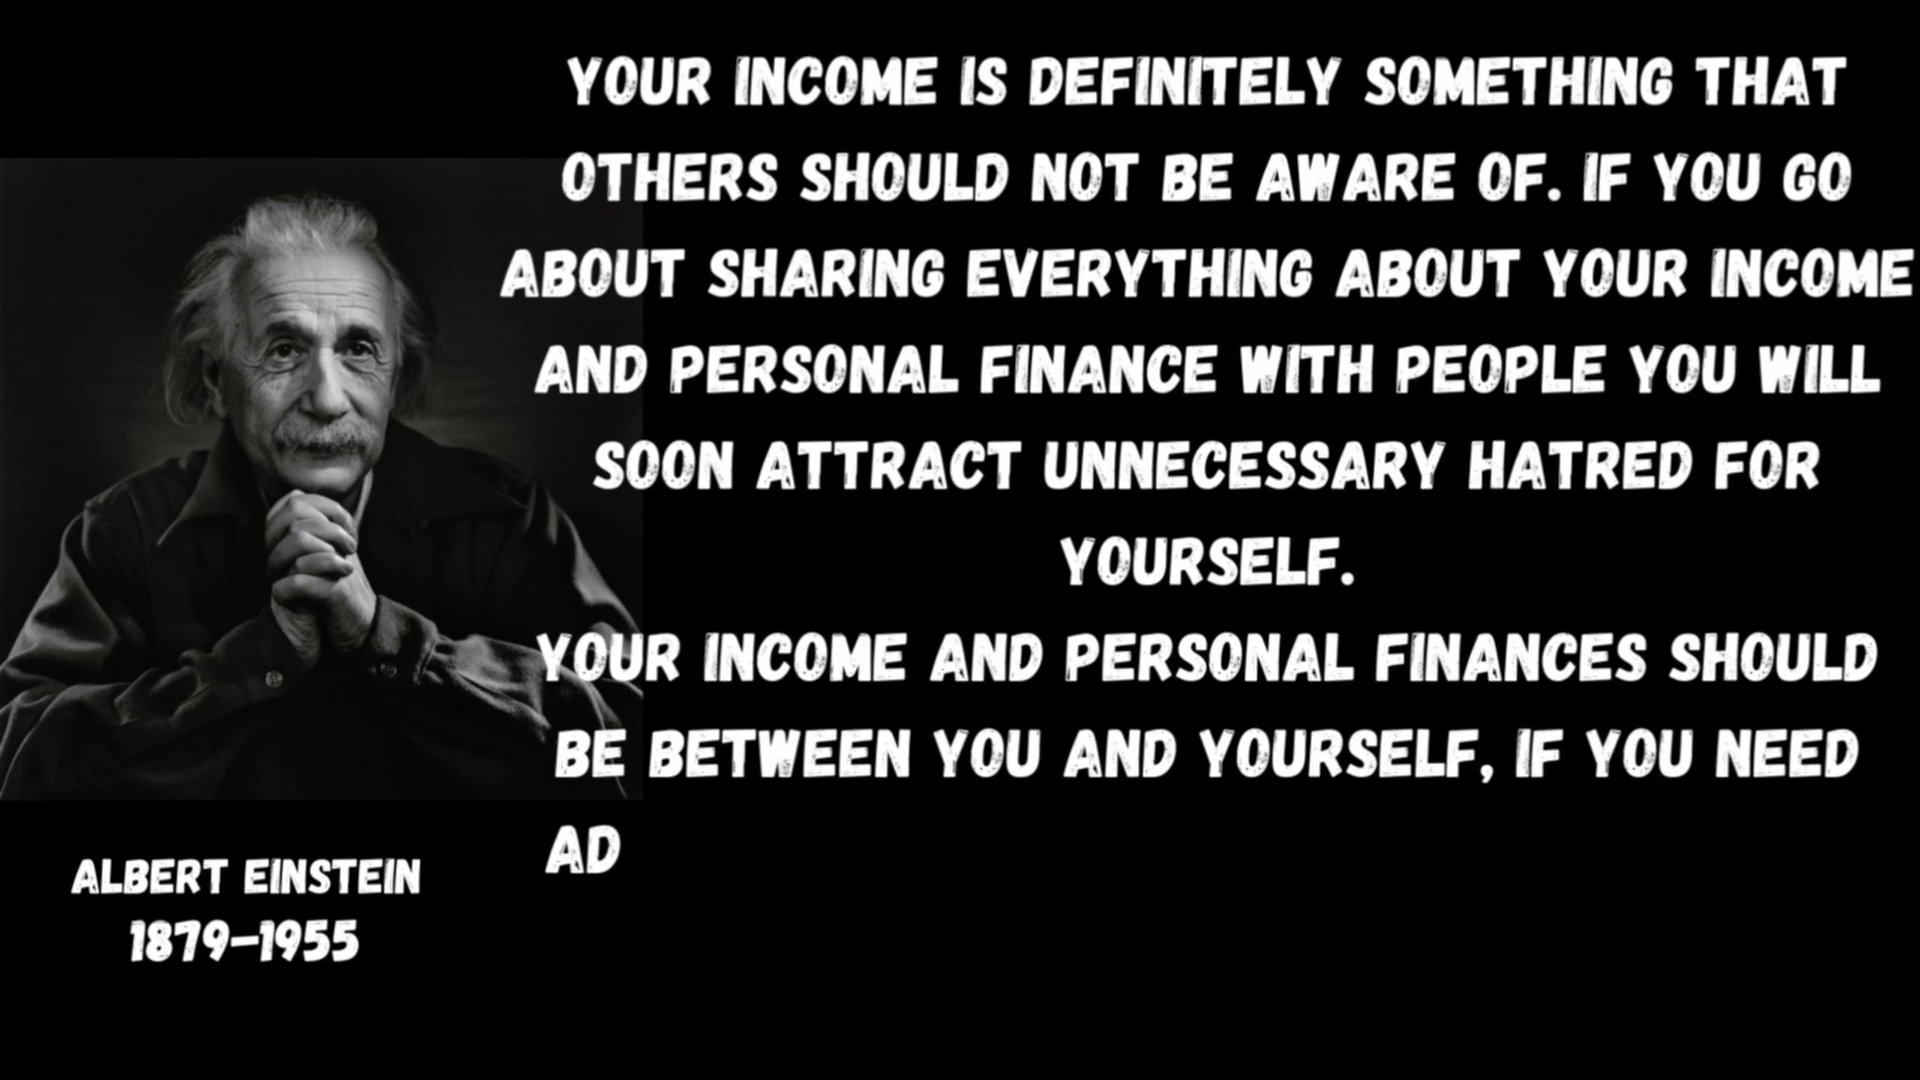 YOUR INCOME IS DEFINITELY SOMETHING THAT
OTHERS SHOULD NOT BE AWARE OF. IF YOU GO
ABOUT SHARING EVERYTHING ABOUT YOUR INCOME
AND PERSONAL FINANCE WITH PEOPLE YOU WILL
SOON ATTRACT UNNECESSARY HATRED FOR
YOURSELF.
YOUR INCOME AND PERSONAL FINANCES SHOULD
BE BETWEEN YOU AND YOURSELF, IF YOU NEED
AD
ALBERT EINSTEIN
1879–1955